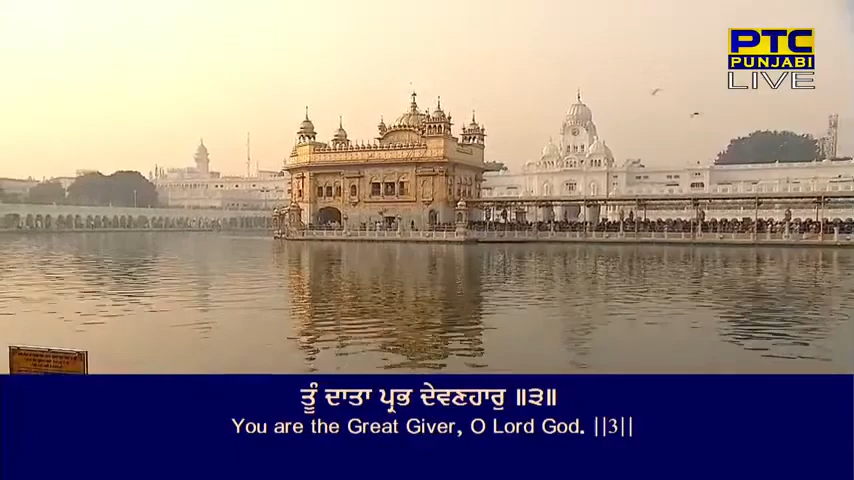 PTC
PUNJABI
LIVE
ਤੂੰ ਦਾਤਾ ਪ੍ਰਭ ਦੇਵਣਹਾਰੁ ॥੩॥
You are the Great Giver, O Lord God. ||3||